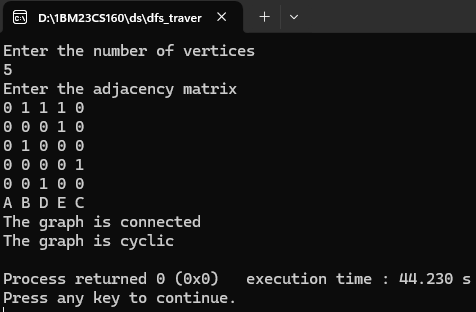 D:\1BM23CS160\ds\dfs_traver
Enter the number of vertices
5
Enter the adjacency matrix
0 1 1 1 0
0 0 0 1 0
0 1 0 0 0
0 0 0 0 1
0 0 1 0 0
A B D E C
The graph is connected
The graph is cyclic
Process returned 0 (0x0)   execution time : 44.230 s
Press any key to continue.